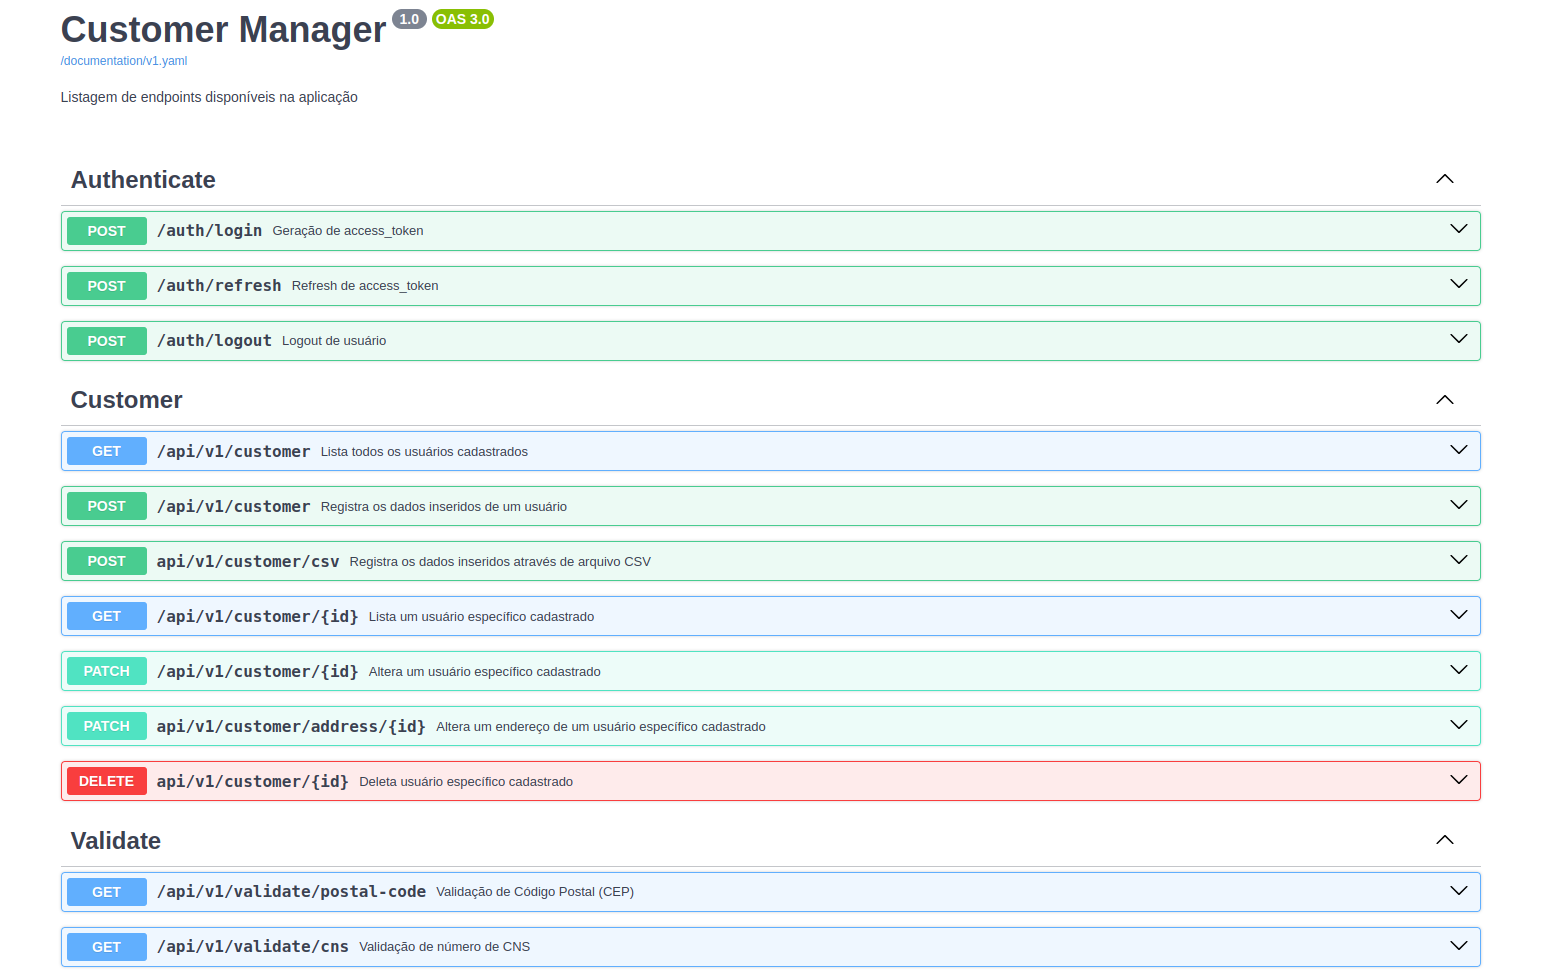 Customer Manager 1.0 OAS 3.0
/documentation/v1.yaml
Listagem de endpoints disponíveis na aplicação
Authenticate
POST /auth/login Geração de access_token
POST /auth/refresh Refresh de access_token
POST /auth/logout Logout de usuário
Customer
GET /api/v1/customer Lista todos os usuários cadastrados
POST /api/v1/customer Registra os dados inseridos de um usuário
POST api/v1/customer/csv Registra os dados inseridos através de arquivo CSV
GET /api/v1/customer/{id} Lista um usuário específico cadastrado
PATCH /api/v1/customer/{id} Altera um usuário específico cadastrado
PATCH api/v1/customer/address/{id} Altera um endereço de um usuário específico cadastrado
DELETE api/v1/customer/{id} Deleta usuário específico cadastrado
Validate
GET /api/v1/validate/postal-code Validação de Código Postal (CEP)
GET /api/v1/validate/cns Validação de número de CNS